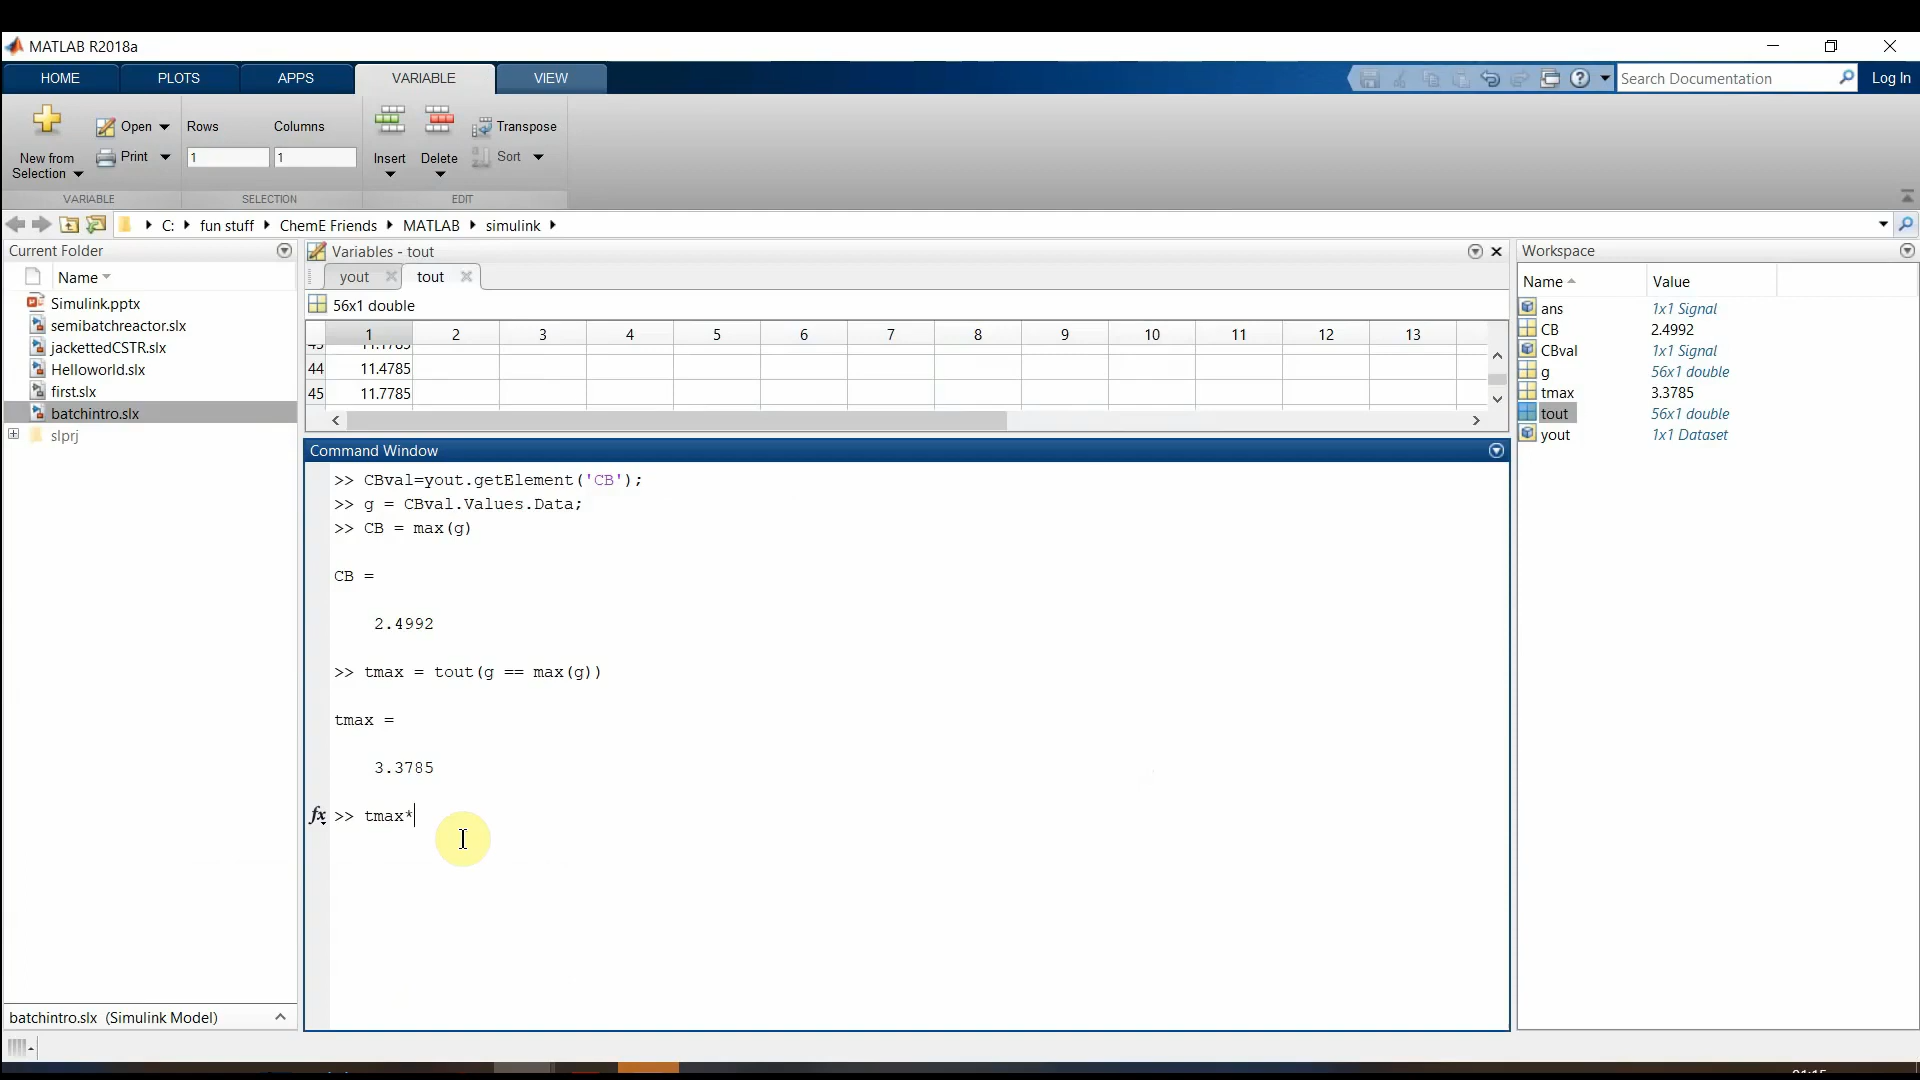 MATLAB R2018a
HOME PLOTS APPS VARIABLE VIEW
Search Documentation
Log In
New from
Selection
Open
Print
Rows Columns
1 1
Insert
Delete
Transpose
Sort
VARIABLE SELECTION EDIT
C: fun stuff ChemE Friends MATLAB simulink
Current Folder
Name
Simulink.pptx
semibatchreactor.slx
jackettedCSTR.slx
Helloworld.slx
first.slx
batchintro.slx
slprj
batchintro.slx (Simulink Model)
Variables - tout
yout tout
56x1 double
1 2 3 4 5 6 7 8 9 10 11 12 13
44 11.4785
45 11.7785
Command Window
>> CBval=yout.getElement('CB');
>> g = CBval.Values.Data;
>> CB = max(g)
CB =
2.4992
>> tmax = tout(g == max(g))
tmax =
3.3785
fx >> tmax*
Workspace
Name Value
ans 1x1 Signal
CB 2.4992
CBval 1x1 Signal
g 56x1 double
tmax 3.3785
tout 56x1 double
yout 1x1 Dataset